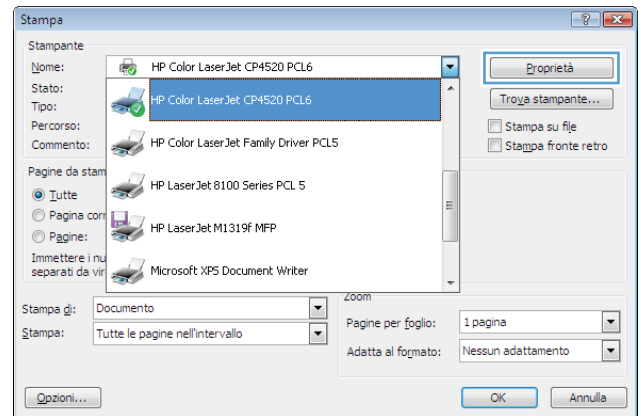 Stampa
Stampante
Nome: HP Color LaserJet CP4520 PCL6 Proprietà
Stato: HP Color LaserJet CP4520 PCL6 Trova stampante...
Tipo:
Percorso: Stampa su file
Commento: HP Color LaserJet Family Driver PCL5 Stampa fronte retro
Pagine da stam
HP LaserJet 8100 Series PCL 5
Tutte
Pagina corr
HP LaserJet M1319f MFP
Pagine:
Immettere i nu
separati da vir
Microsoft XPS Document Writer
Zoom
Stampa di: Documento
Pagine per foglio: 1 pagina
Stampa: Tutte le pagine nell'intervallo
Adatta al formato: Nessun adattamento
Opzioni... OK Annulla